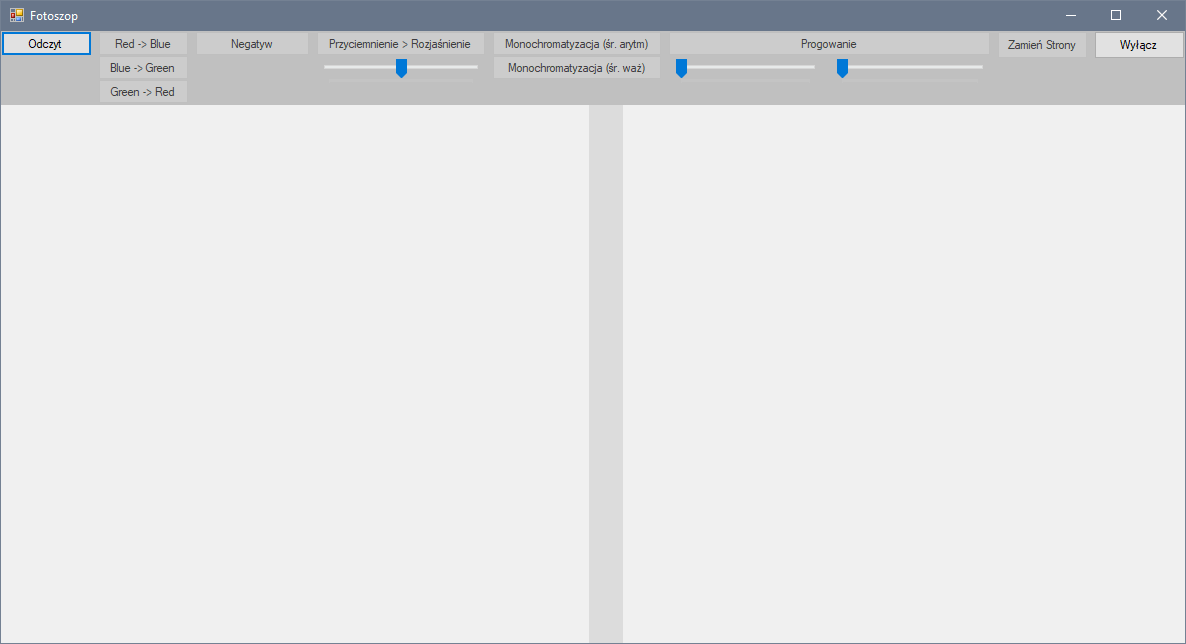 Fotoszop
Odczyt
Red -> Blue
Negatyw
Przyciemnienie > Rozjaśnienie
Monochromatyzacja (śr. arytm)
Progowanie
Zamień Strony
Wyłącz
Blue -> Green
Monochromatyzacja (śr. waż)
Green -> Red